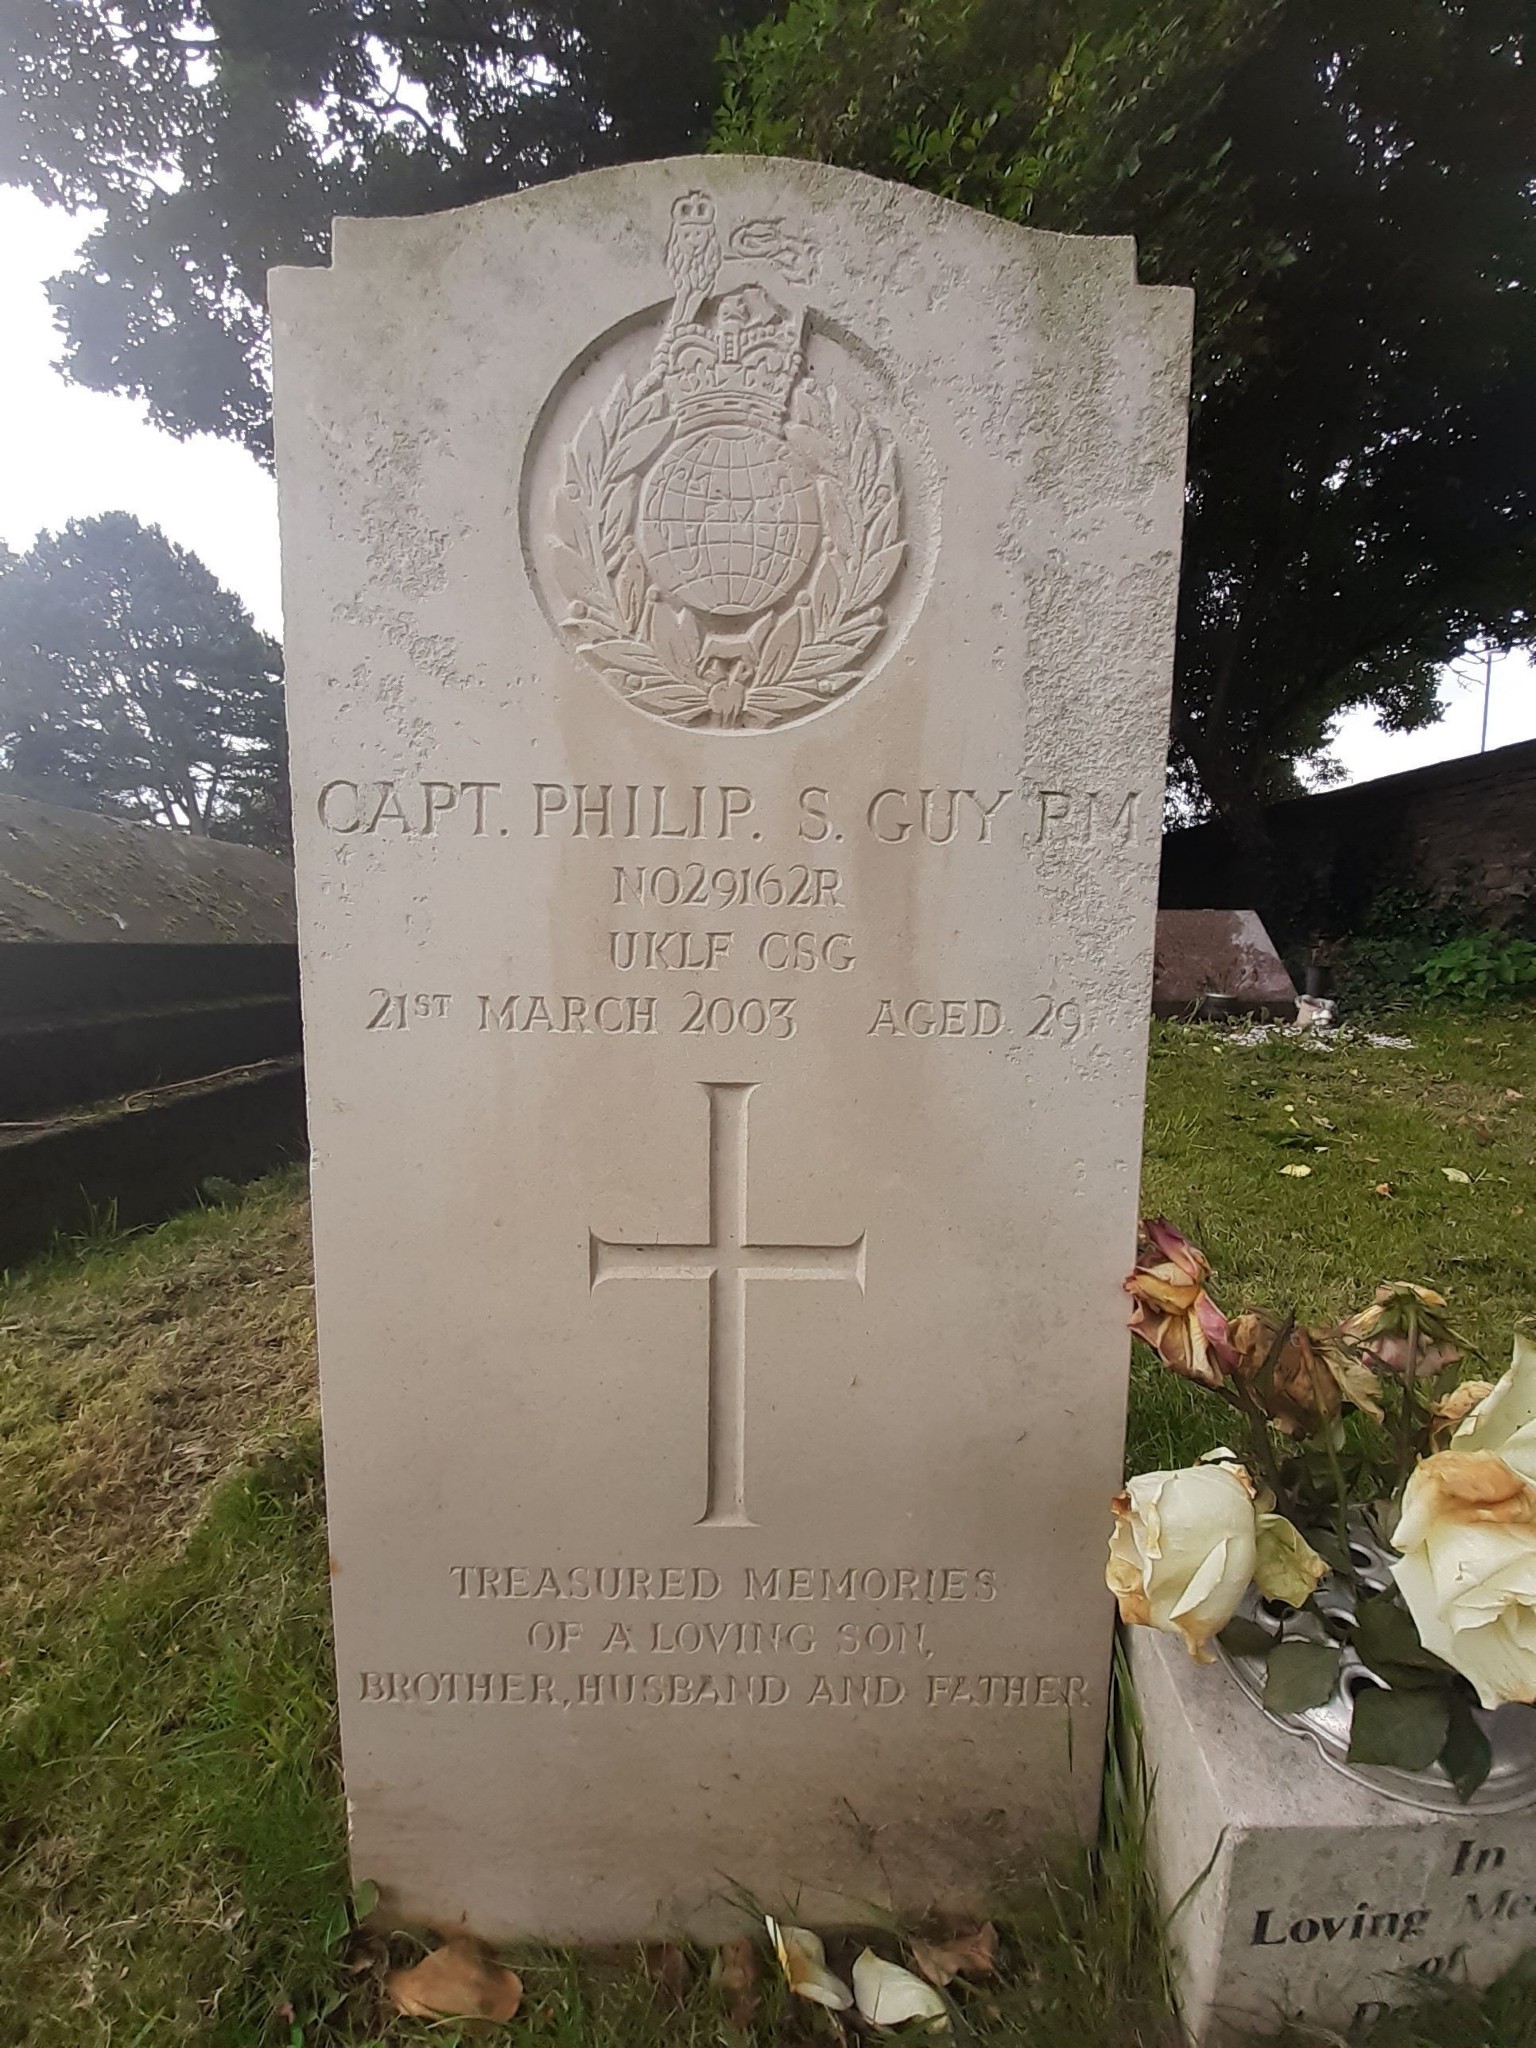 CAPT. PHILIP. S. GUY RM
NO29162R
UKLF CSG
21ST MARCH 2003 AGED 29
TREASURED MEMORIES
OF A LOVING SON,
BROTHER, HUSBAND AND FATHER
In
Loving
of